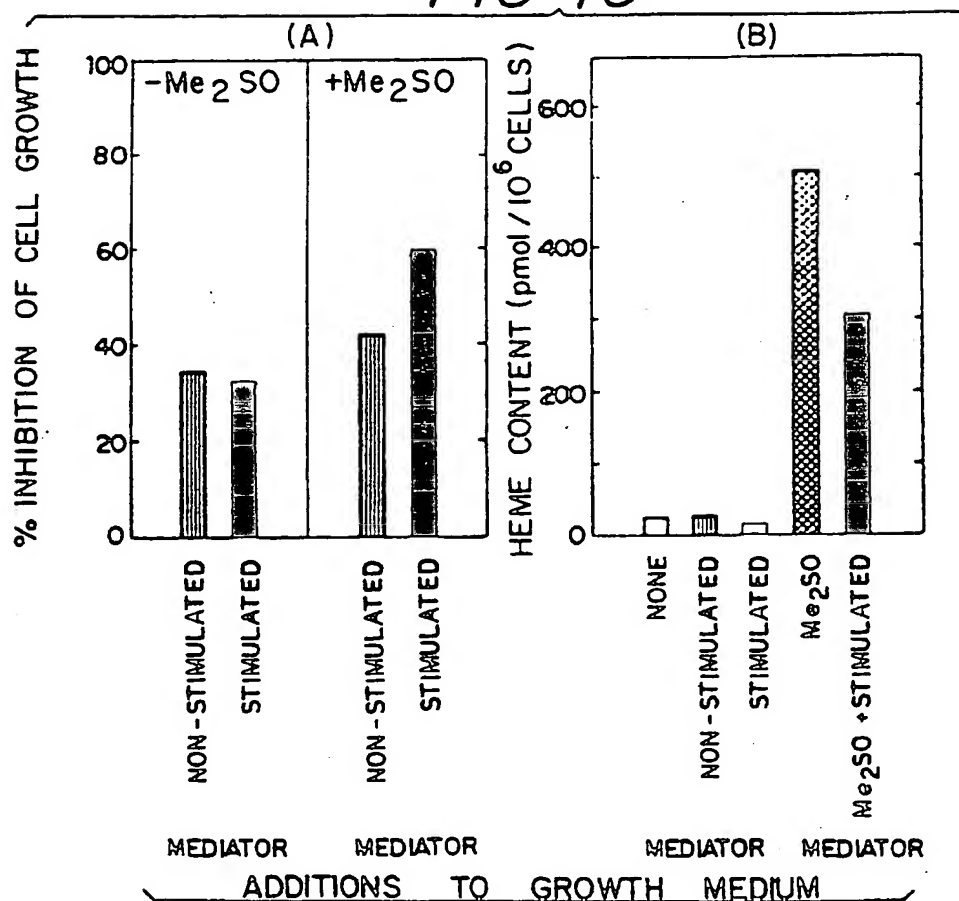 (A)
(B)
% INHIBITION OF CELL GROWTH
100
80
60
40
20
0
-Me2SO
+Me2SO
NON-STIMULATED
STIMULATED
NON-STIMULATED
STIMULATED
MEDIATOR
MEDIATOR
HEME CONTENT (pmol/10⁶ CELLS)
600
400
300
200
0
NONE
NON-STIMULATED
STIMULATED
Me2SO
Me2SO + STIMULATED
MEDIATOR
MEDIATOR
ADDITIONS TO GROWTH MEDIUM